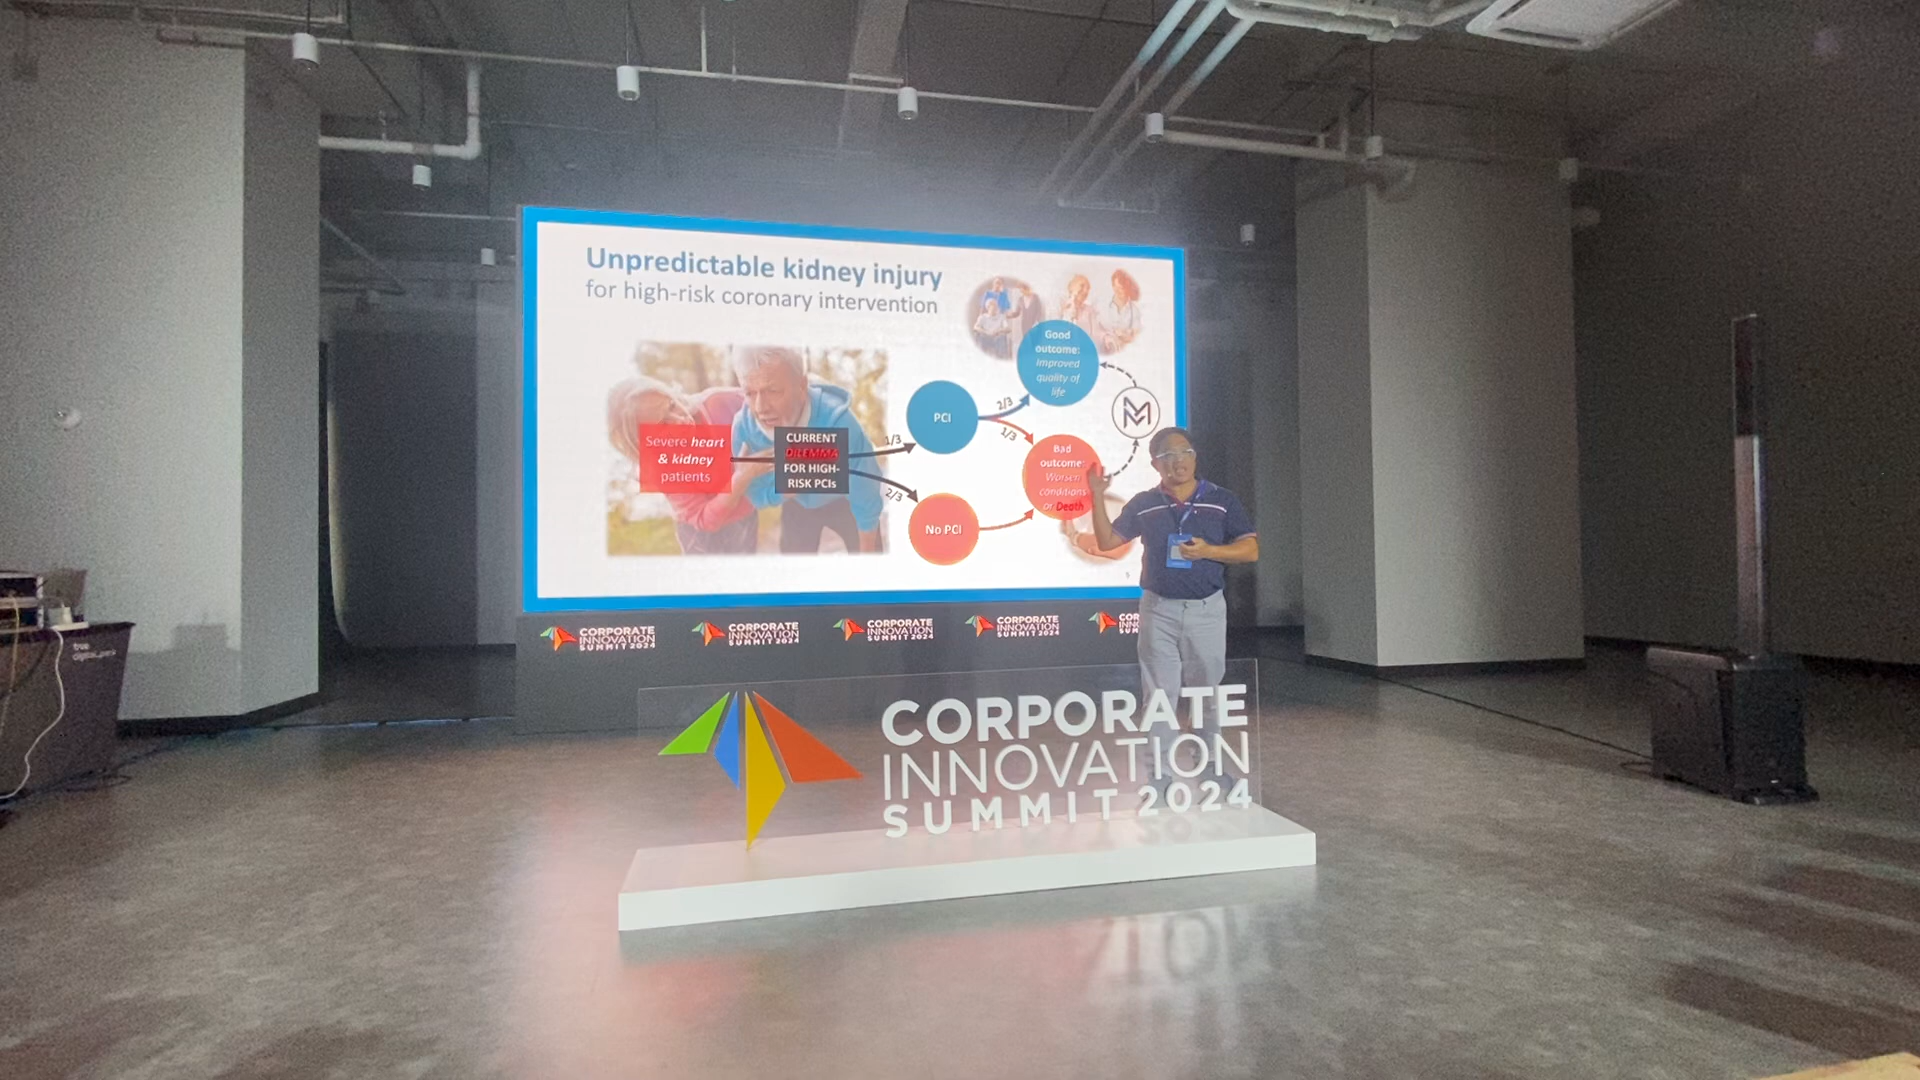 Unpredictable kidney injury
for high-risk coronary intervention
Severe heart
& kidney
patients
CURRENT
DILEMMA
FOR HIGH-
RISK PCIs
1/3
2/3
PCI
No PCI
2/3
1/3
Good
outcome:
Improved
quality of
life
Bad
outcome:
Worsen
conditions
or Death
CORPORATE
INNOVATION
SUMMIT 2024
CORPORATE
INNOVATION
SUMMIT 2024
CORPORATE
INNOVATION
SUMMIT 2024
CORPORATE
INNOVATION
SUMMIT 2024
true
digital park
CORPORATE
INNOVATION
SUMMIT 2024